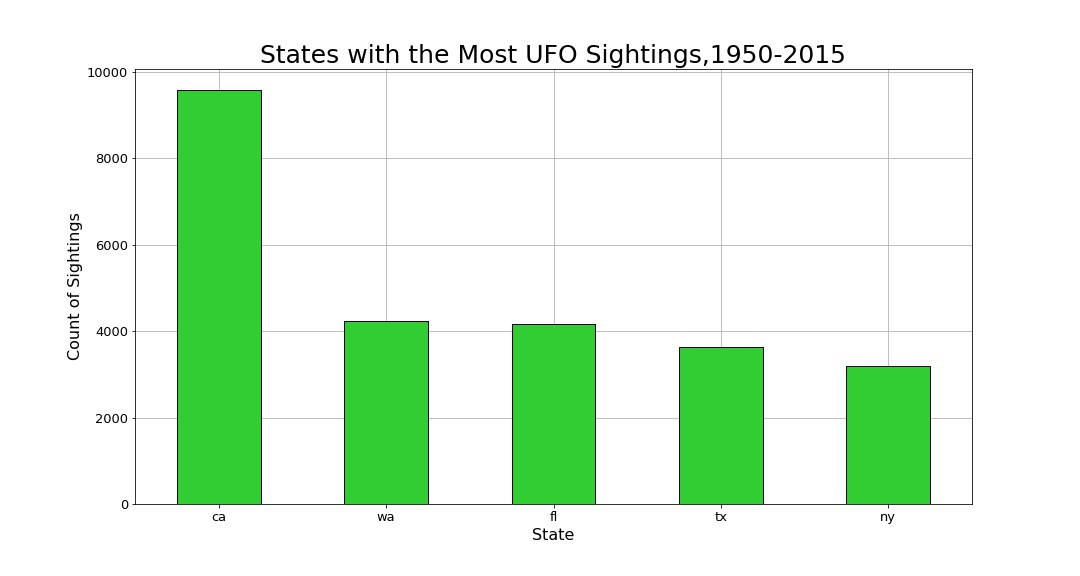 States with the Most UFO Sightings,1950-2015
10000
8000
6000
4000
2000
0
Count of Sightings
ca wa fl tx ny
State